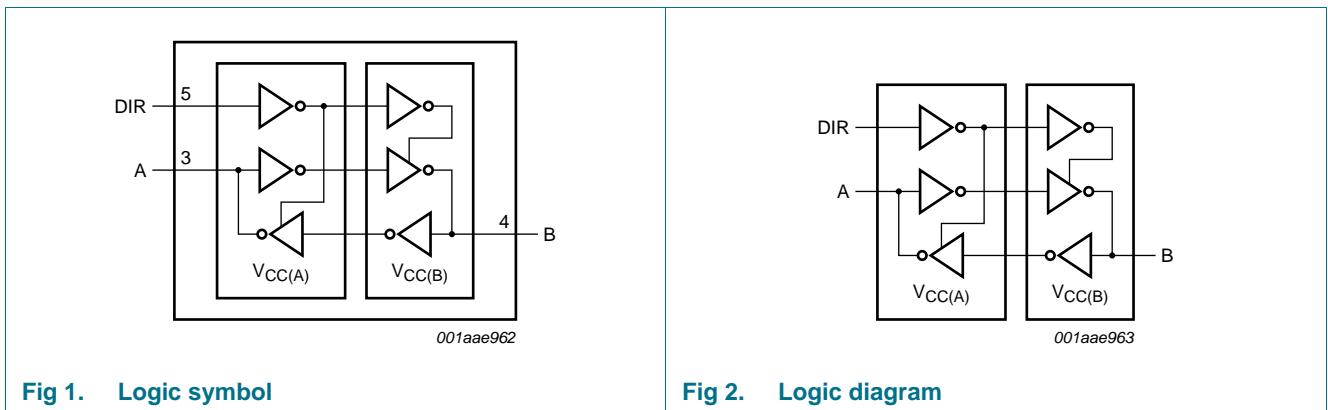 DIR
5
A
3
4
B
VCC(A)
VCC(B)
001aae962
Fig 1. Logic symbol
DIR
A
B
VCC(A)
VCC(B)
001aae963
Fig 2. Logic diagram